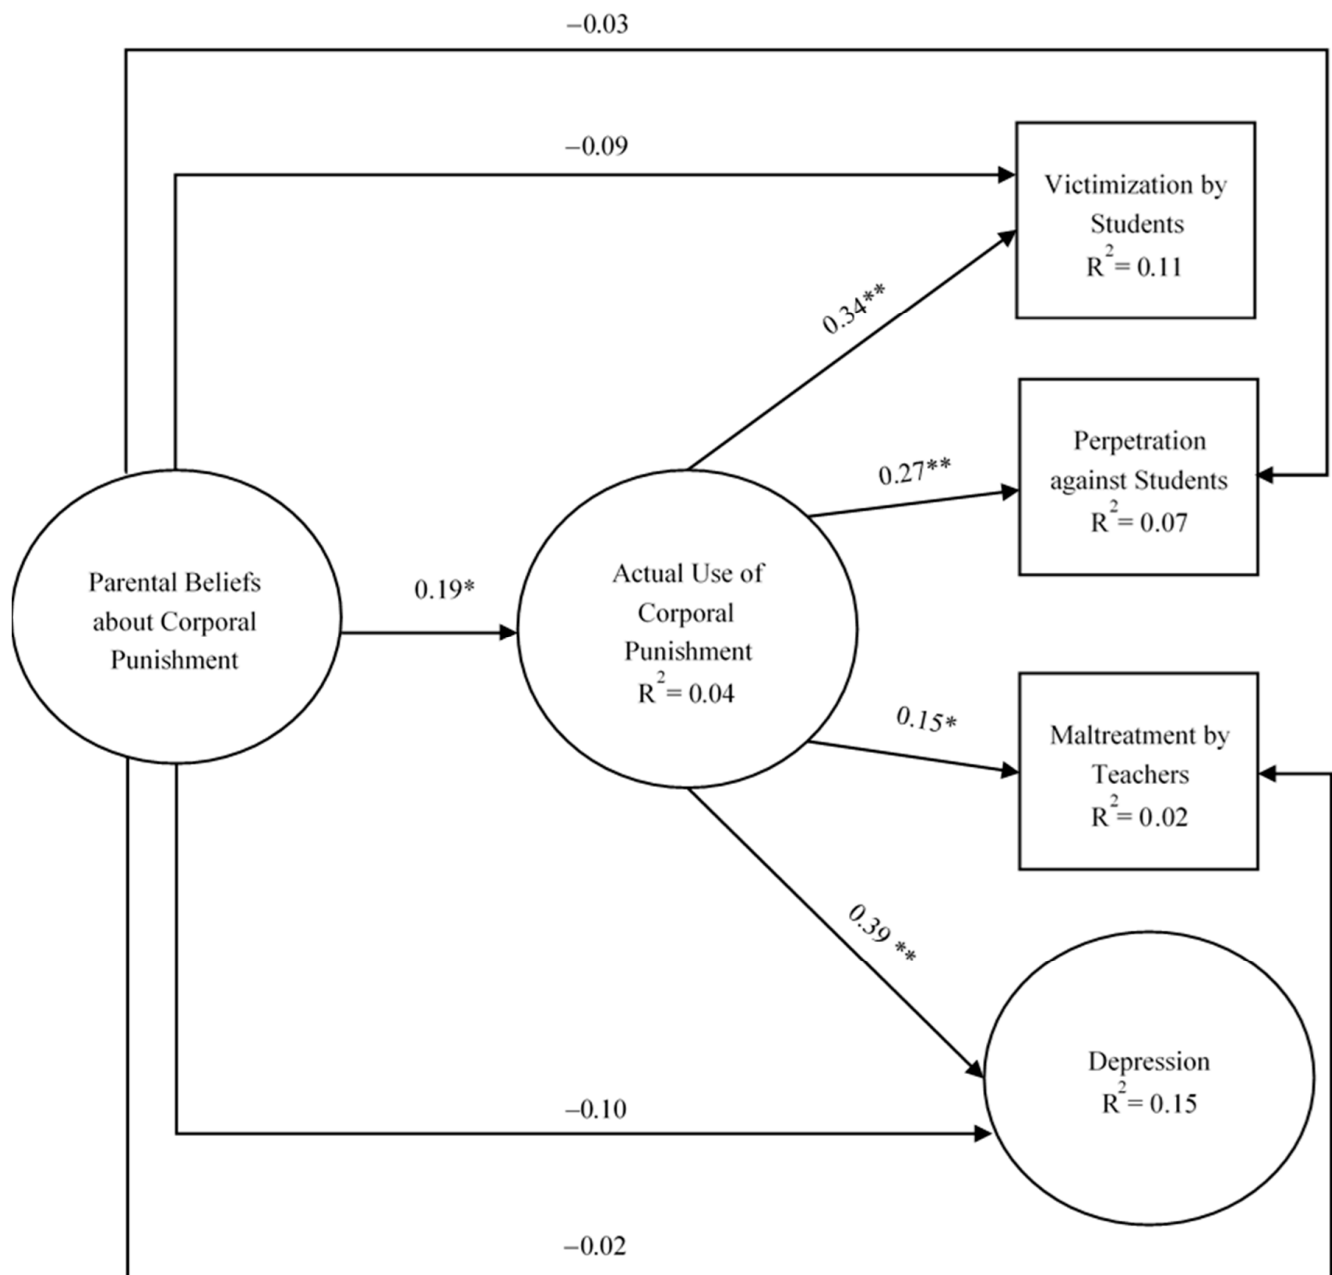 −0.03
−0.09
Victimization by
Students
R²= 0.11
0.34**
Perpetration
against Students
R²= 0.07
0.27**
Parental Beliefs
about Corporal
Punishment
0.19*
Actual Use of
Corporal
Punishment
R²= 0.04
0.15*
Maltreatment by
Teachers
R²= 0.02
0.39 **
Depression
R²= 0.15
−0.10
−0.02